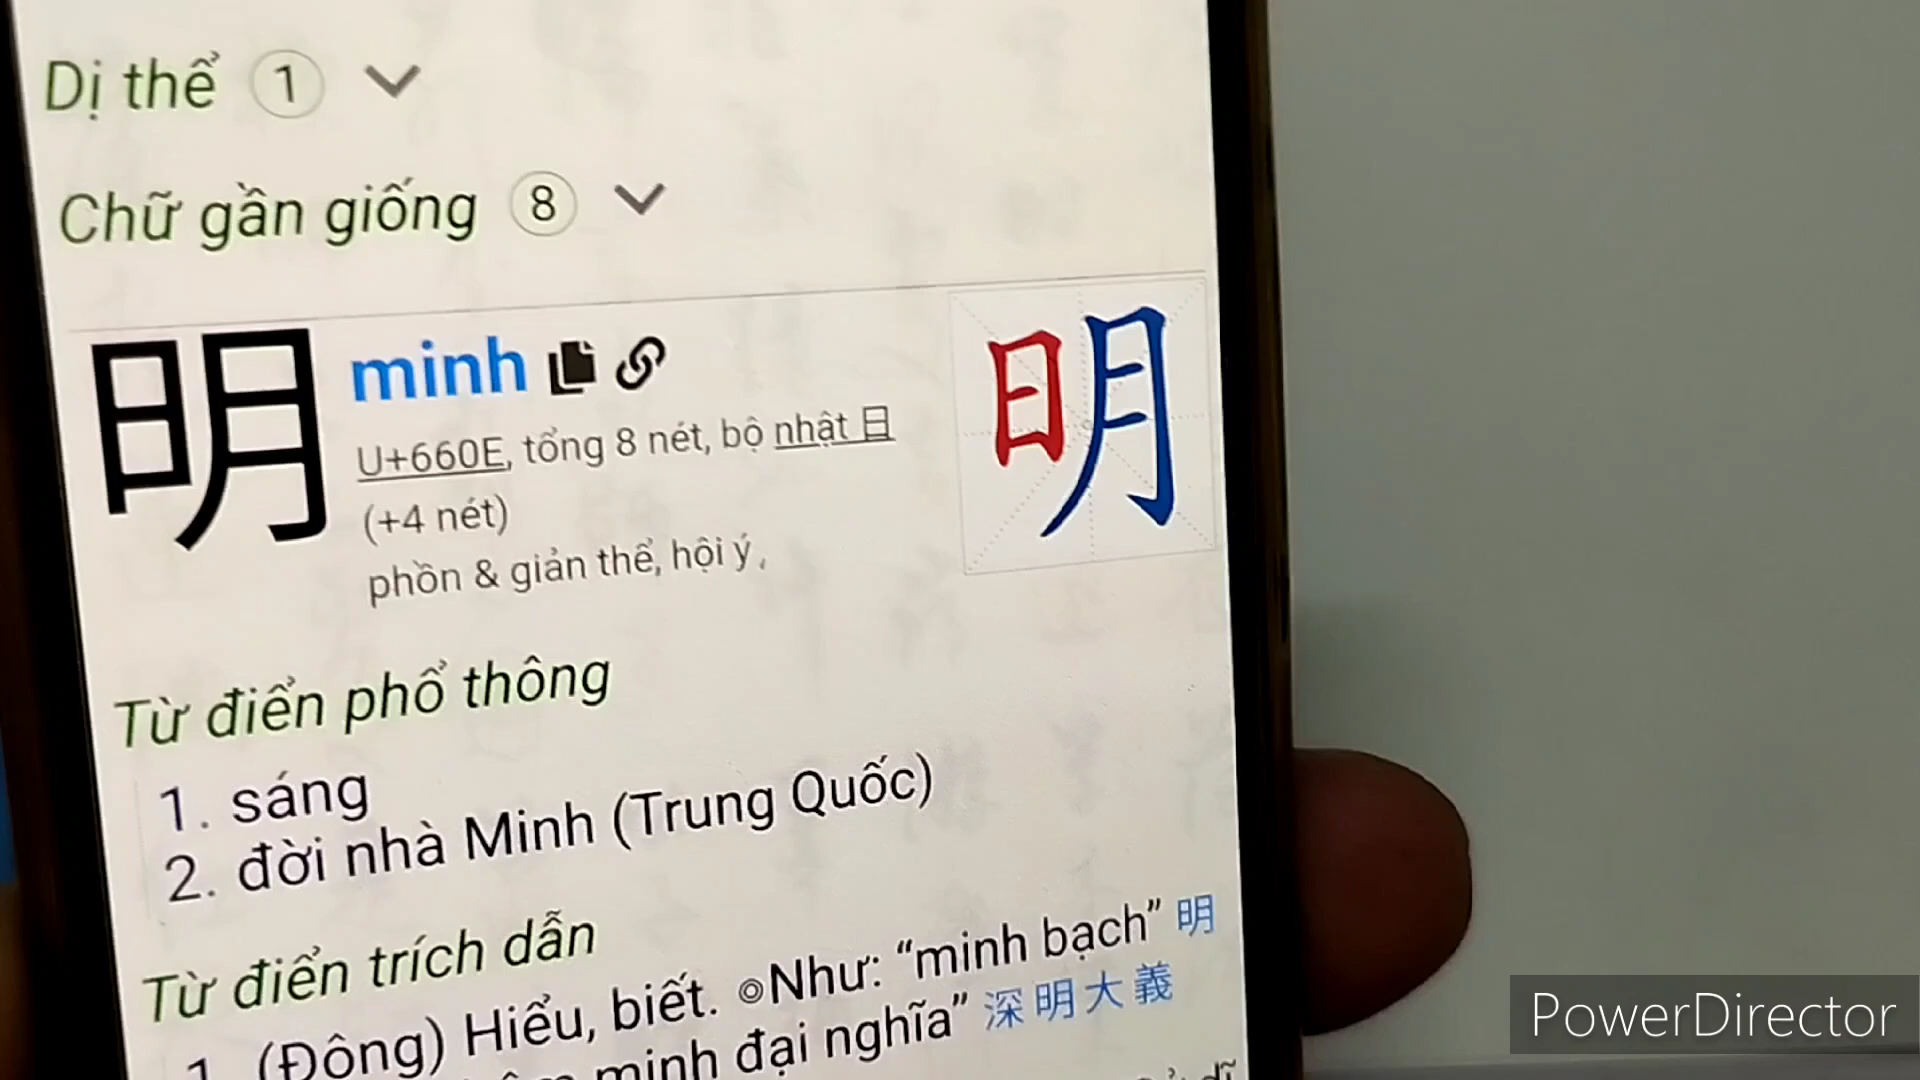 Dị thể 1
Chữ gần giống 8
明 minh 明
U+660E, tổng 8 nét, bộ nhật 日
(+4 nét)
phồn & giản thể, hội ý
Từ điển phổ thông
1. sáng
2. đời nhà Minh (Trung Quốc)
Từ điển trích dẫn
1. (Động) Hiểu, biết. ◎Như: “minh bạch” 明
minh đại nghĩa” 深明大義
PowerDirector